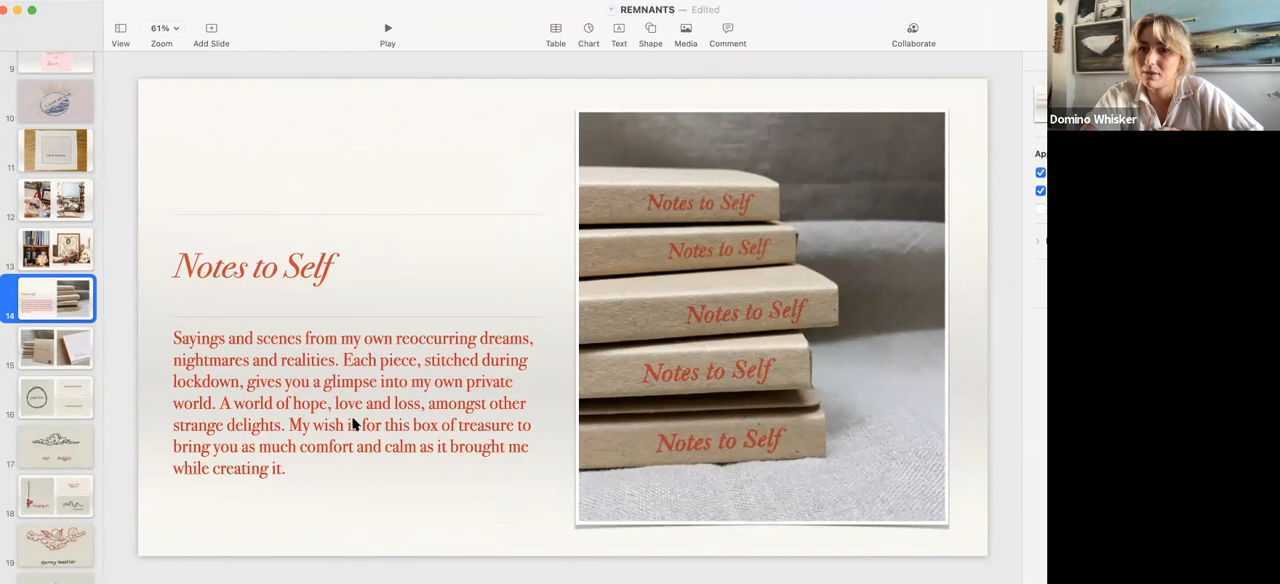 REMNANTS — Edited
61%
View
Zoom
Add Slide
Play
Table
Chart
Text
Shape
Media
Comment
Collaborate
Domino Whisker
9
10
11
12
13
14
15
16
17
18
19
Notes to Self
Sayings and scenes from my own reoccurring dreams,
nightmares and realities. Each piece, stitched during
lockdown, gives you a glimpse into my own private
world. A world of hope, love and loss, amongst other
strange delights. My wish is for this box of treasure to
bring you as much comfort and calm as it brought me
while creating it.
Notes to Self
Notes to Self
Notes to Self
Notes to Self
Notes to Self